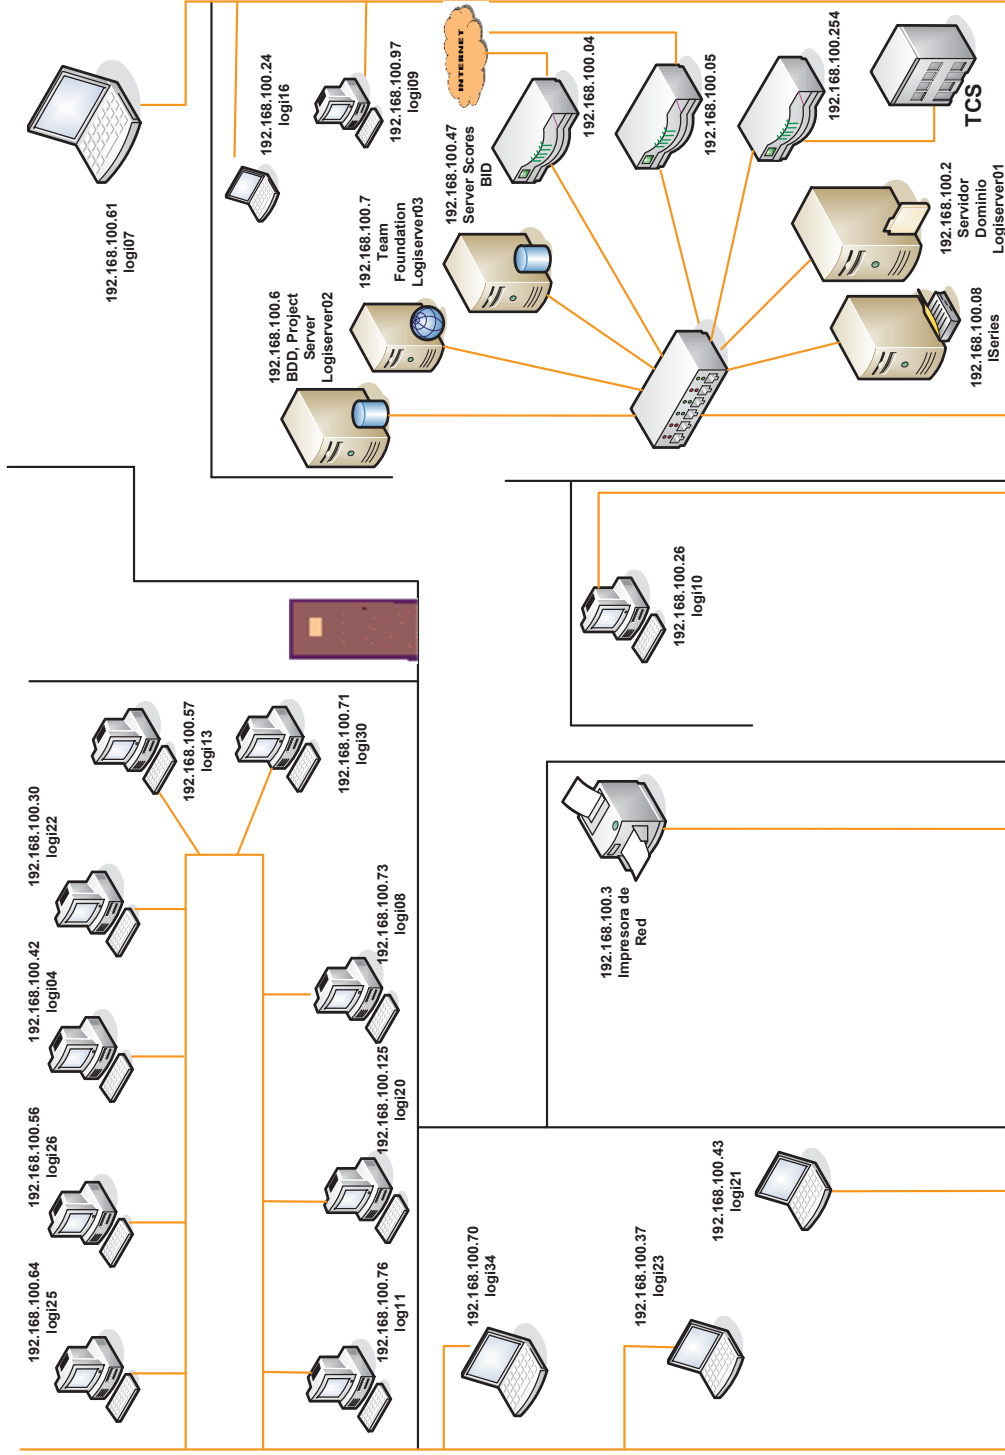 192.168.100.61
logi07
192.168.100.24
logi16
192.168.100.97
logi09
INTERNET
192.168.100.04
192.168.100.05
192.168.100.254
TCS
192.168.100.47
Server Scores
BID
192.168.100.7
Team
Foundation
Logiserver03
192.168.100.6
BDD, Project
Server
Logiserver02
192.168.100.2
Servidor
Dominio
Logiserver01
192.168.100.08
ISeries
192.168.100.26
logi10
192.168.100.3
Impresora de
Red
192.168.100.57
logi13
192.168.100.71
logi30
192.168.100.30
logi22
192.168.100.42
logi04
192.168.100.56
logi26
192.168.100.64
logi25
192.168.100.73
logi08
192.168.100.125
logi20
192.168.100.76
log11
192.168.100.70
logi34
192.168.100.37
logi23
192.168.100.43
logi21